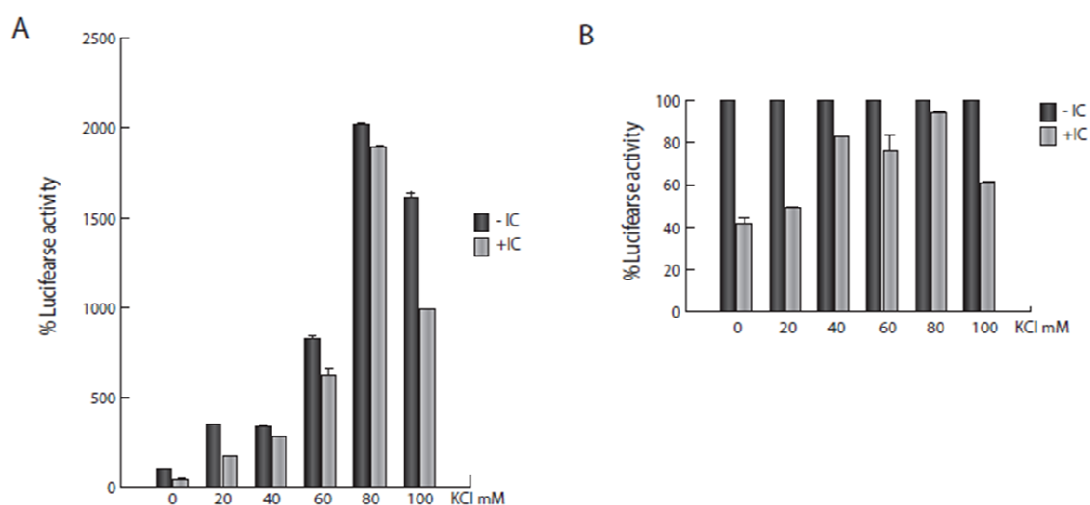 A
2500
2000
1500
1000
500
0
% Lucifearse activity
0 20 40 60 80 100 KCl mM
- IC
+IC
B
100
80
60
40
20
0
% Lucifearse activity
0 20 40 60 80 100 KCl mM
- IC
+IC